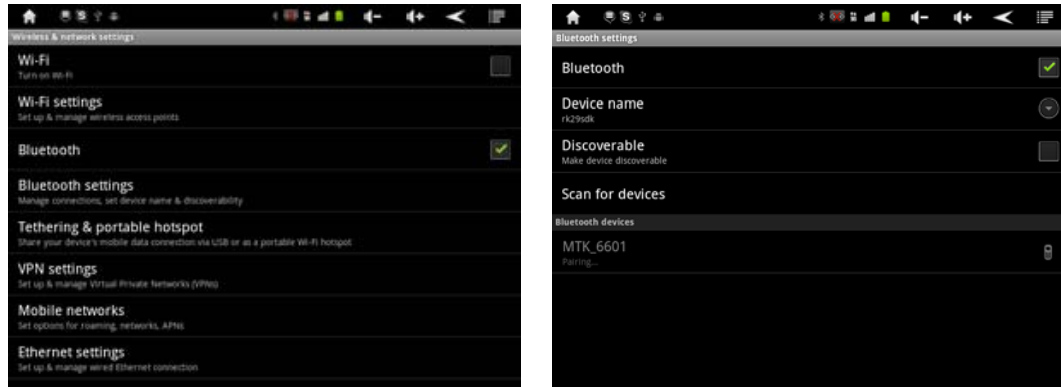 Wireless & network settings
Wi-Fi
Turn on Wi-Fi
Wi-Fi settings
Set up & manage wireless access points
Bluetooth
Bluetooth settings
Manage connections, set device name & discoverability
Tethering & portable hotspot
Share your device's mobile data connection via USB or as a portable Wi-Fi hotspot
VPN settings
Set up & manage Virtual Private Networks (VPNs)
Mobile networks
Set options for roaming, networks, APNs
Ethernet settings
Set up & manage wired Ethernet connection
Bluetooth settings
Bluetooth
Device name
rk29sdk
Discoverable
Make device discoverable
Scan for devices
Bluetooth devices
MTK_6601
Pairing...